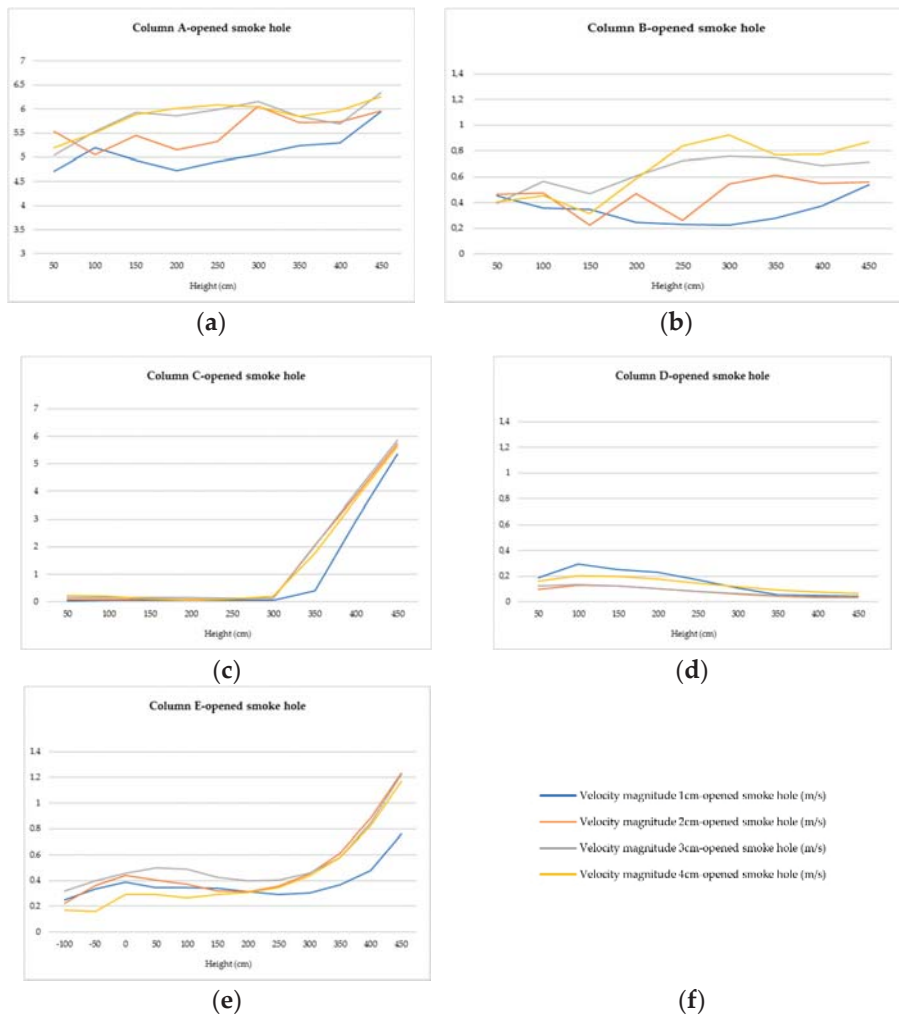 Column A-opened smoke hole
7
6.5
6
5.5
5
4.5
4
3.5
3
50 100 150 200 250 300 350 400 450
Height (cm)
(a)
Column B-opened smoke hole
1,4
1,2
1
0,8
0,6
0,4
0,2
0
50 100 150 200 250 300 350 400 450
Height (cm)
(b)
Column C-opened smoke hole
7
6
5
4
3
2
1
0
50 100 150 200 250 300 350 400 450
Height (cm)
(c)
Column D-opened smoke hole
1,4
1,2
1
0,8
0,6
0,4
0,2
0
50 100 150 200 250 300 350 400 450
Height (cm)
(d)
Column E-opened smoke hole
1.4
1.2
1
0.8
0.6
0.4
0.2
0
-100 -50 0 50 100 150 200 250 300 350 400 450
Height (cm)
(e)
Velocity magnitude 1cm-opened smoke hole (m/s)
Velocity magnitude 2cm-opened smoke hole (m/s)
Velocity magnitude 3cm-opened smoke hole (m/s)
Velocity magnitude 4cm-opened smoke hole (m/s)
(f)